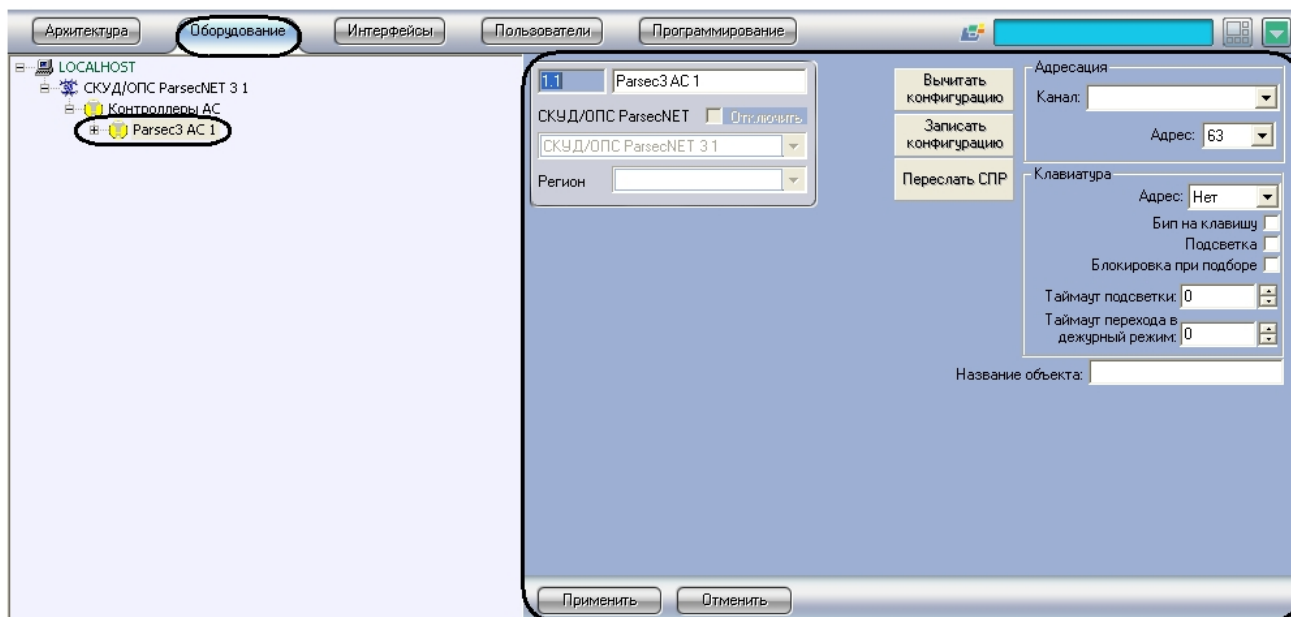 Архитектура
Оборудование
Интерфейсы
Пользователи
Программирование
LOCALHOST
СКУД/ОПС ParsecNET 3 1
Контроллеры АС
Parsec3 AC 1
1.1
Parsec3 AC 1
СКУД/ОПС ParsecNET
Отключить
СКУД/ОПС ParsecNET 3 1
Регион
Вычитать
конфигурацию
Записать
конфигурацию
Переслать СПР
Адресация
Канал:
Адрес: 63
Клавиатура
Адрес: Нет
Бип на клавишу
Подсветка
Блокировка при подборе
Таймаут подсветки: 0
Таймаут перехода в
дежурный режим: 0
Название объекта:
Применить
Отменить